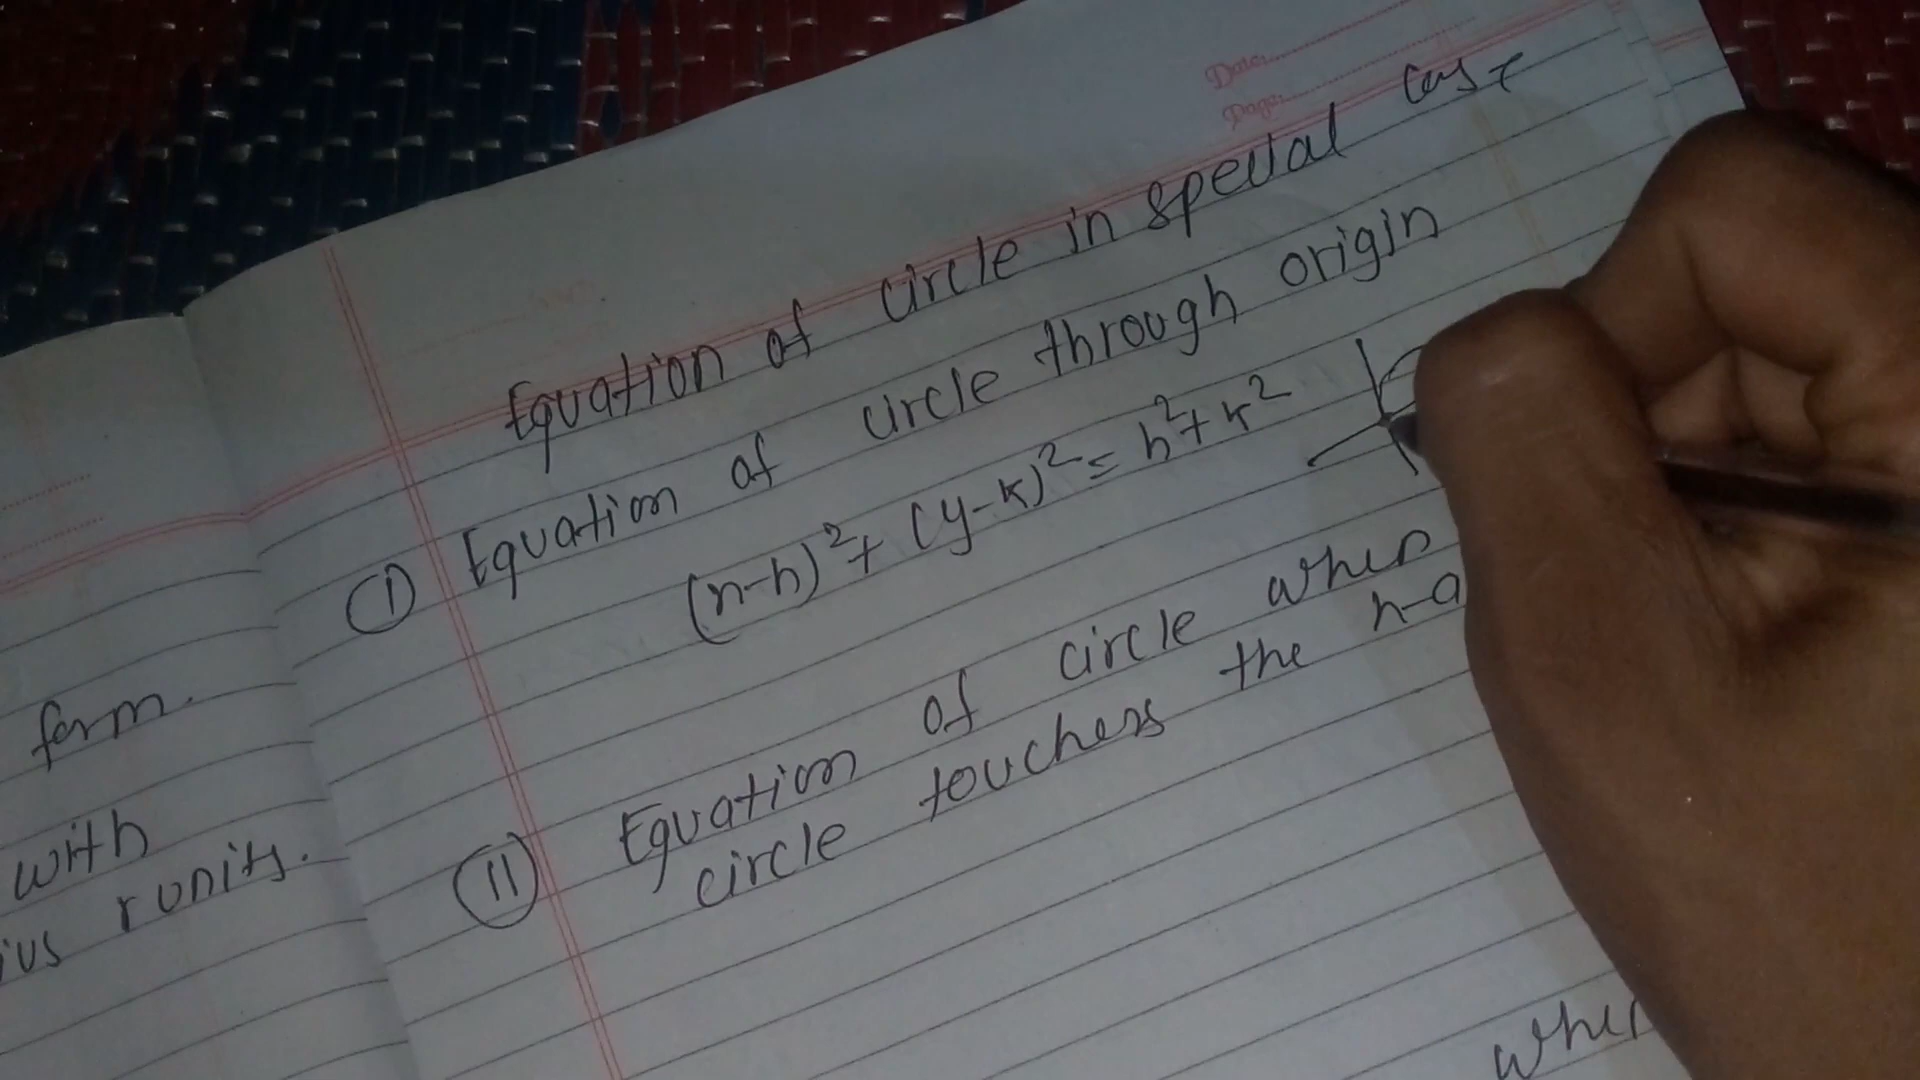 form.
with
ius r units.
Date:
Page:
Equation of circle in special case
(I) Equation of circle through origin
(x-h)²+ (y-k)² = h²+k²
(II) Equation of circle when
circle touchess the x-a
when